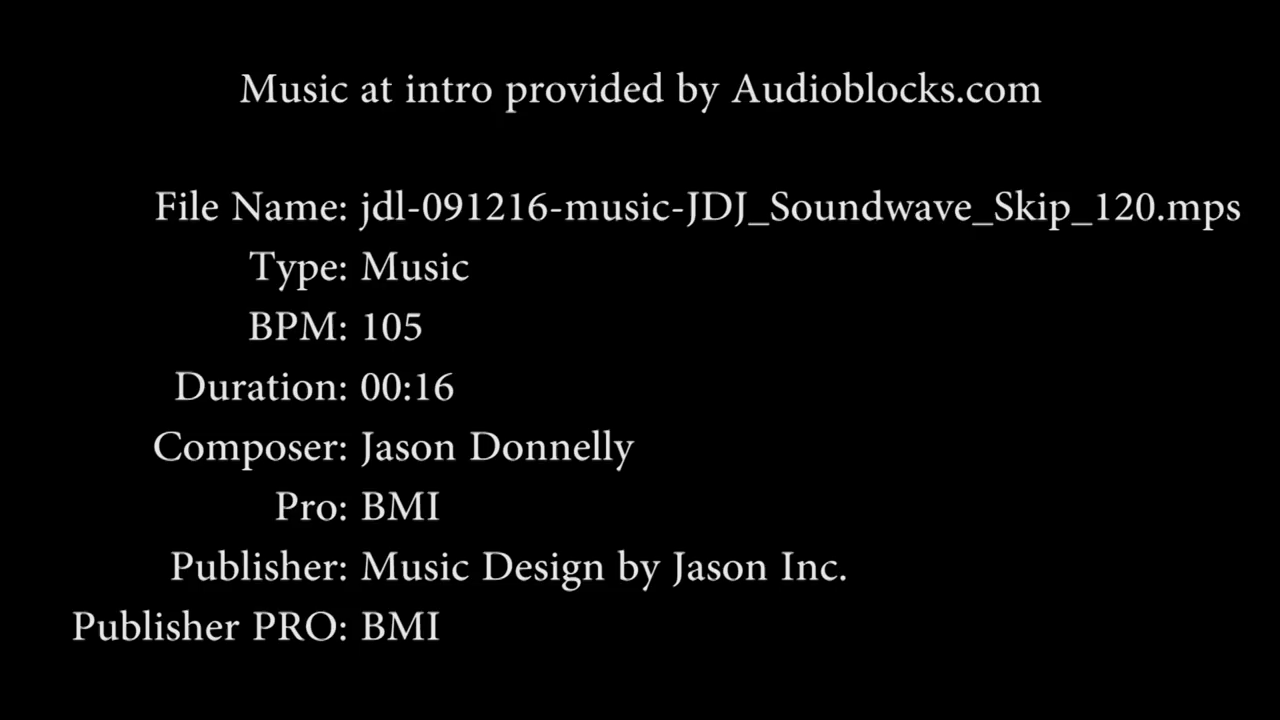 Music at intro provided by Audioblocks.com
File Name: jdl-091216-music-JDJ_Soundwave_Skip_120.mps
Type: Music
BPM: 105
Duration: 00:16
Composer: Jason Donnelly
Pro: BMI
Publisher: Music Design by Jason Inc.
Publisher PRO: BMI